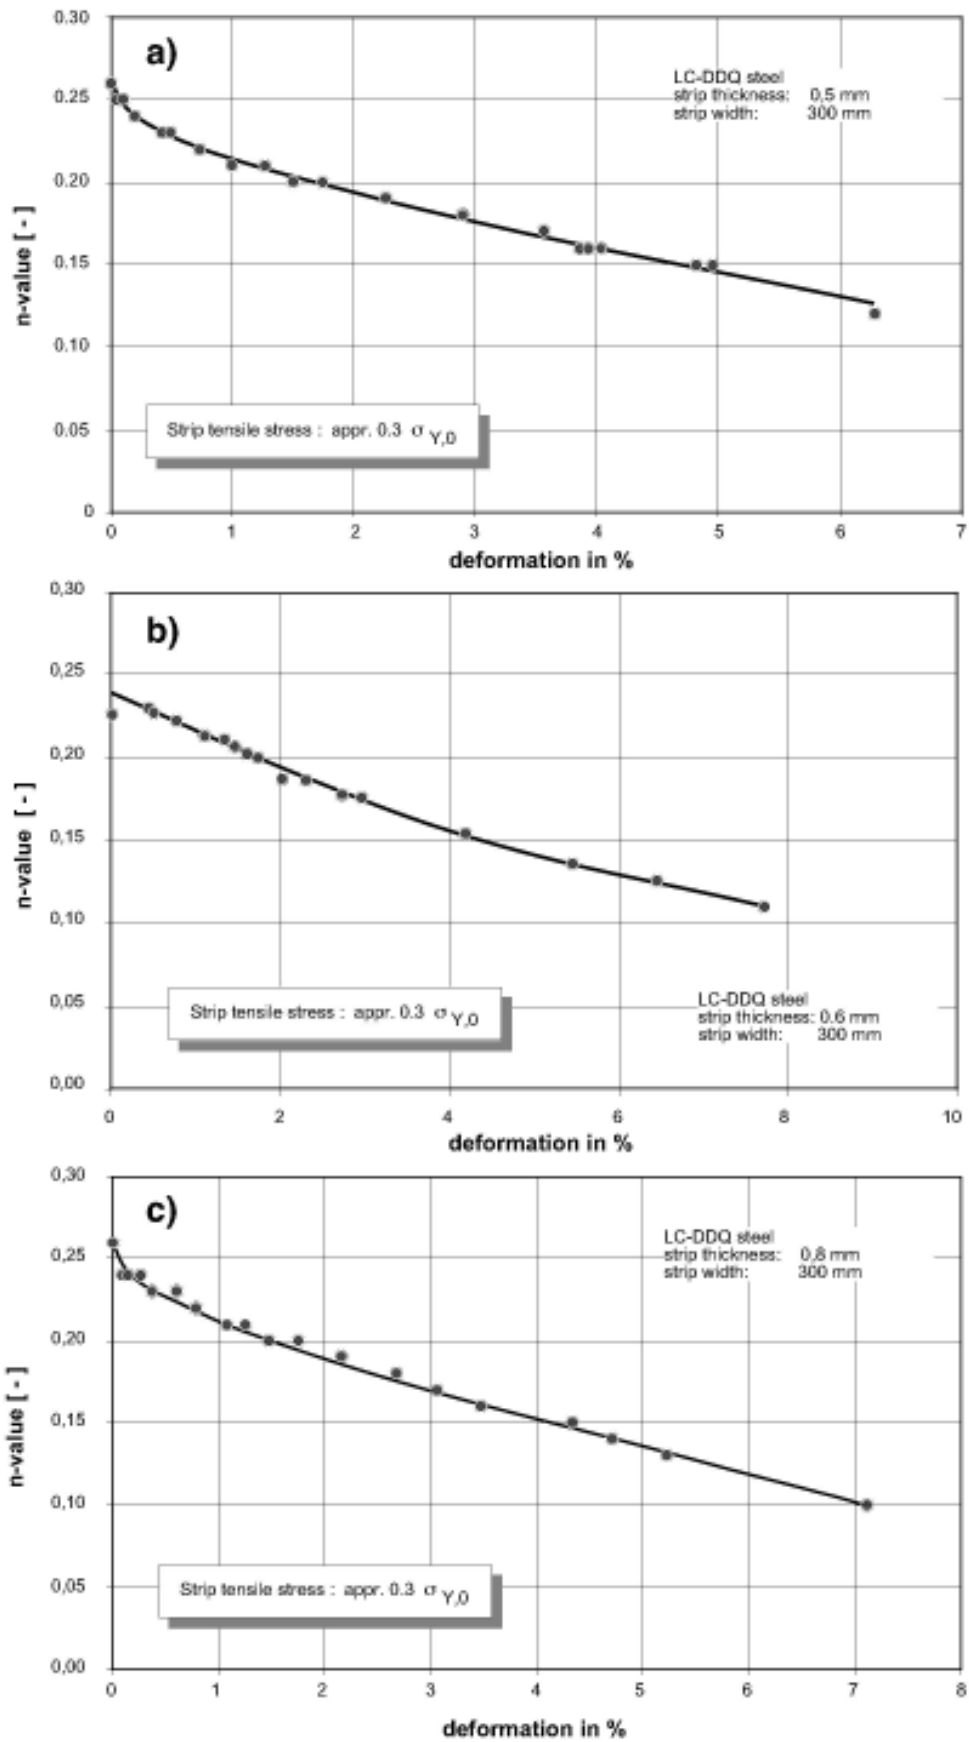 0.30
a)
LC-DDQ steel
strip thickness: 0,5 mm
strip width: 300 mm
0.25
0.20
n-value [ - ]
0.15
0.10
Strip tensile stress : appr. 0.3 σ Y,0
0.05
0
0 1 2 3 4 5 6 7
deformation in %
0,30
b)
0,25
0,20
n-value [ - ]
0,15
0,10
Strip tensile stress : appr. 0.3 σ Y,0
LC-DDQ steel
strip thickness: 0.6 mm
strip width: 300 mm
0,05
0,00
0 2 4 6 8 10
deformation in %
0,30
c)
LC-DDQ steel
strip thickness: 0,8 mm
strip width: 300 mm
0,25
0,20
n-value [ - ]
0,15
0,10
Strip tensile stress : appr. 0.3 σ Y,0
0,05
0,00
0 1 2 3 4 5 6 7 8
deformation in %